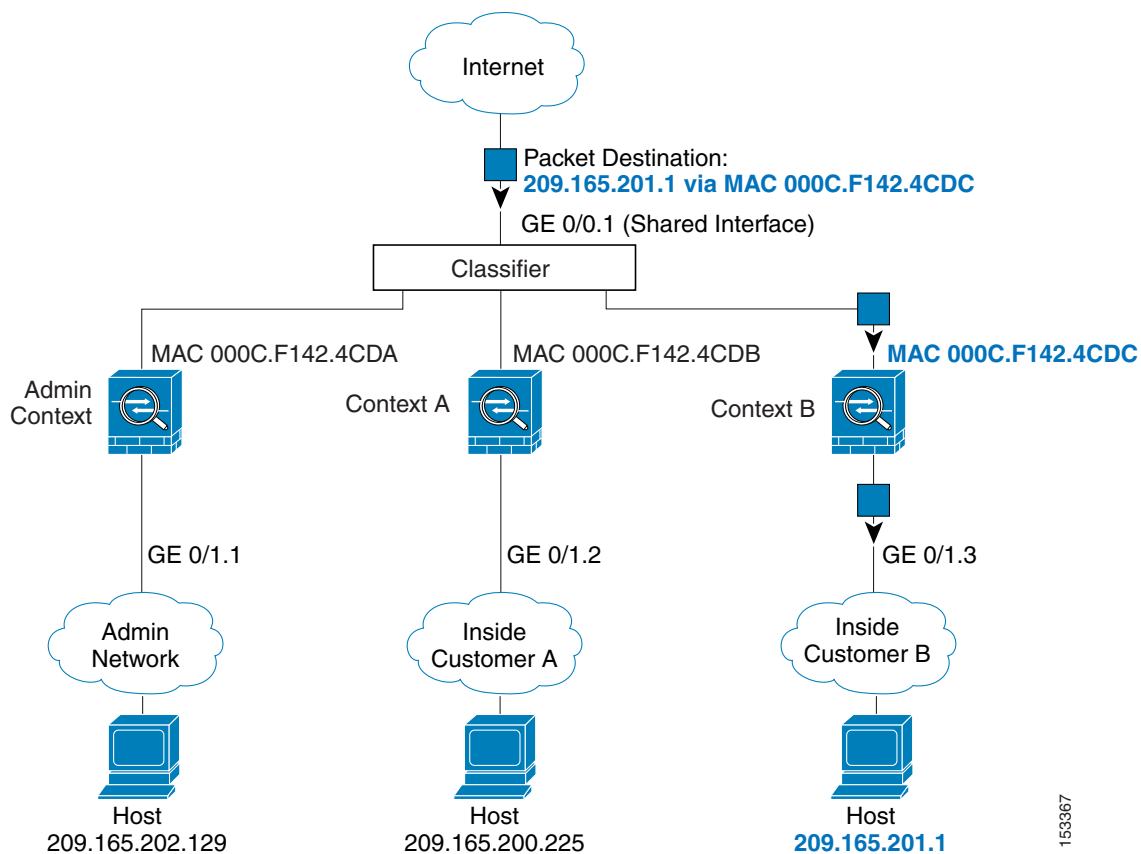 Internet
Packet Destination:
209.165.201.1 via MAC 000C.F142.4CDC
GE 0/0.1 (Shared Interface)
Classifier
MAC 000C.F142.4CDA
MAC 000C.F142.4CDB
MAC 000C.F142.4CDC
Admin
Context
Context A
Context B
GE 0/1.1
GE 0/1.2
GE 0/1.3
Admin
Network
Inside
Customer A
Inside
Customer B
Host
209.165.202.129
Host
209.165.200.225
Host
209.165.201.1
153367